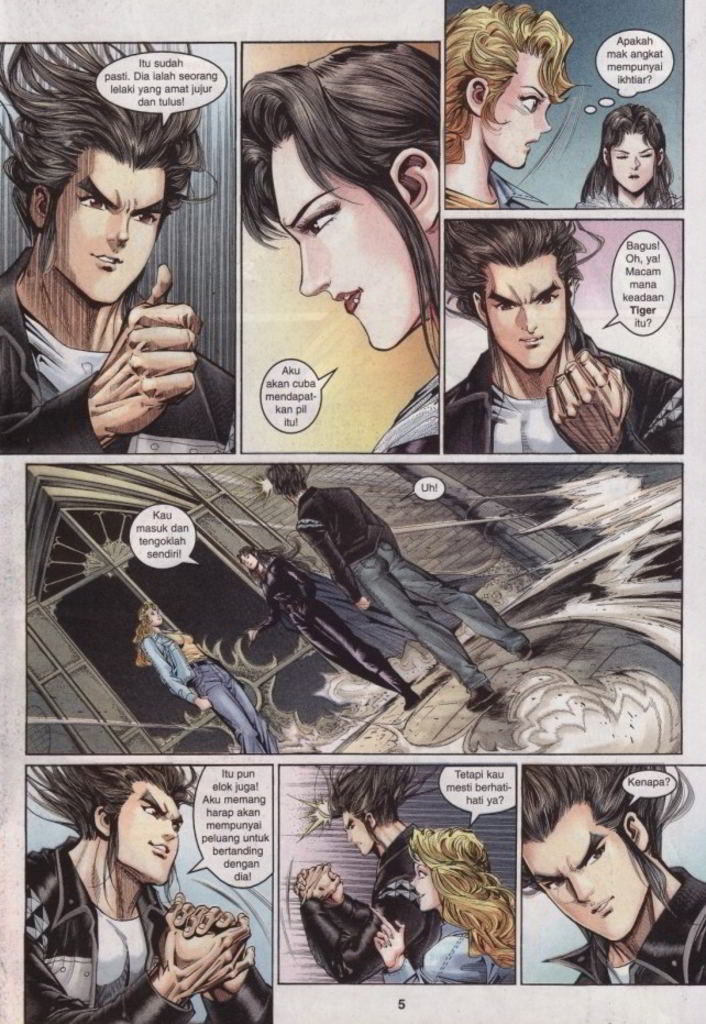 Itu sudah
pasti. Dia ialah seorang
lelaki yang amat jujur
dan tulus!
Aku
akan cuba
mendapat-
kan pil
itu!
Apakah
mak angkat
mempunyai
ikhtiar?
Bagus!
Oh, ya!
Macam
mana
keadaan
Tiger
itu?
Kau
masuk dan
tengoklah
sendiri!
Uh!
Itu pun
elok juga!
Aku memang
harap akan
mempunyai
peluang untuk
bertanding
dengan
dia!
Tetapi kau
mesti berhati-
hati ya?
Kenapa?
5